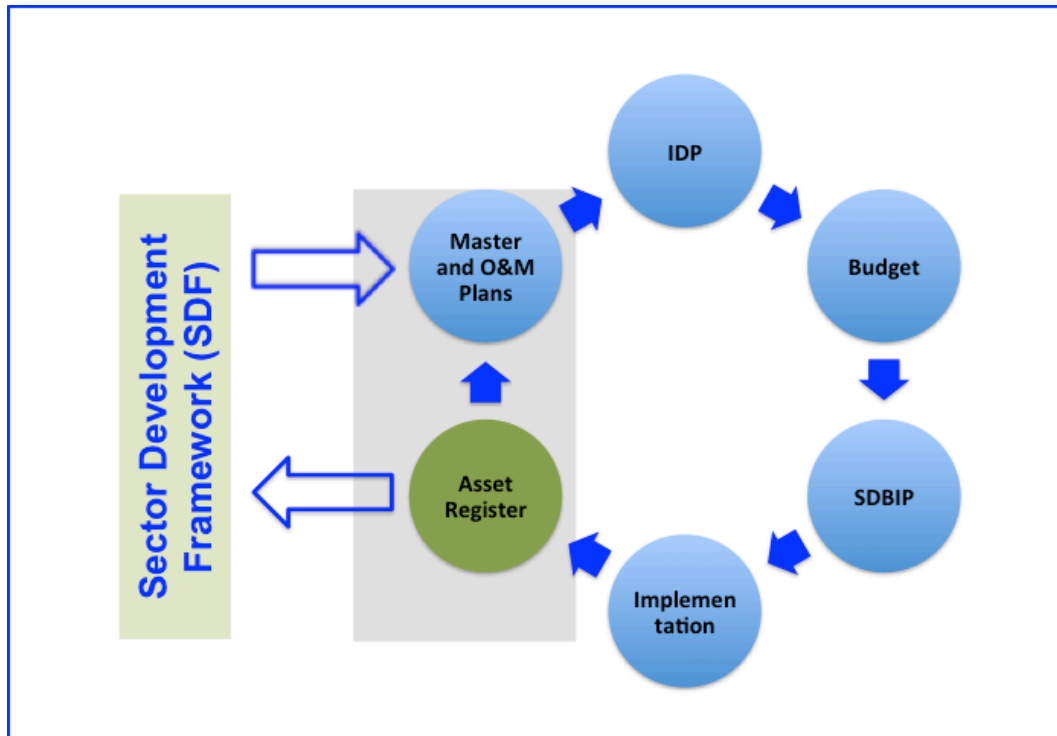 Sector Development
Framework (SDF)
Master
and O&M
Plans
IDP
Budget
SDBIP
Implemen
tation
Asset
Register